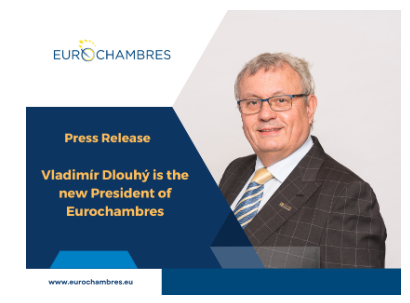 EUROCHAMBRES
Press Release
Vladimír Dlouhý is the
new President of
Eurochambres
www.eurochambres.eu